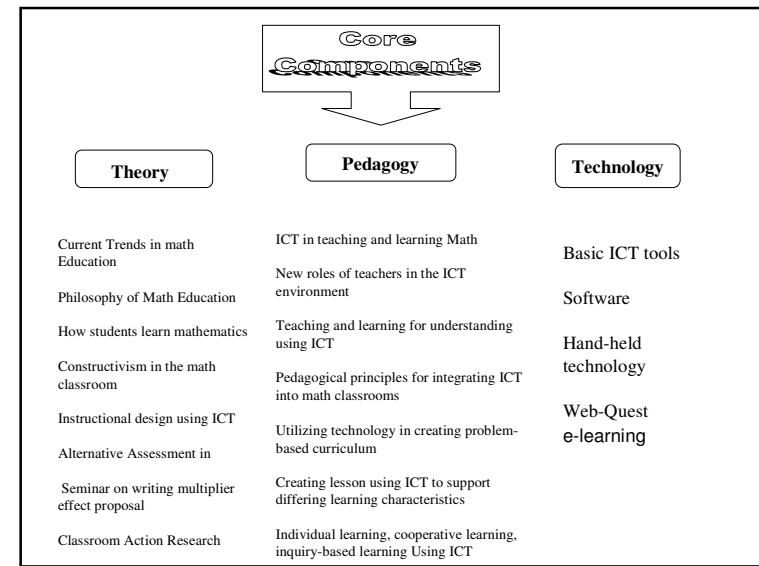 Core
Components
Theory
Current Trends in math
Education
Philosophy of Math Education
How students learn mathematics
Constructivism in the math
classroom
Instructional design using ICT
Alternative Assessment in
Seminar on writing multiplier
effect proposal
Classroom Action Research
Pedagogy
ICT in teaching and learning Math
New roles of teachers in the ICT
environment
Teaching and learning for understanding
using ICT
Pedagogical principles for integrating ICT
into math classrooms
Utilizing technology in creating problem-
based curriculum
Creating lesson using ICT to support
differing learning characteristics
Individual learning, cooperative learning,
inquiry-based learning Using ICT
Technology
Basic ICT tools
Software
Hand-held
technology
Web-Quest
e-learning